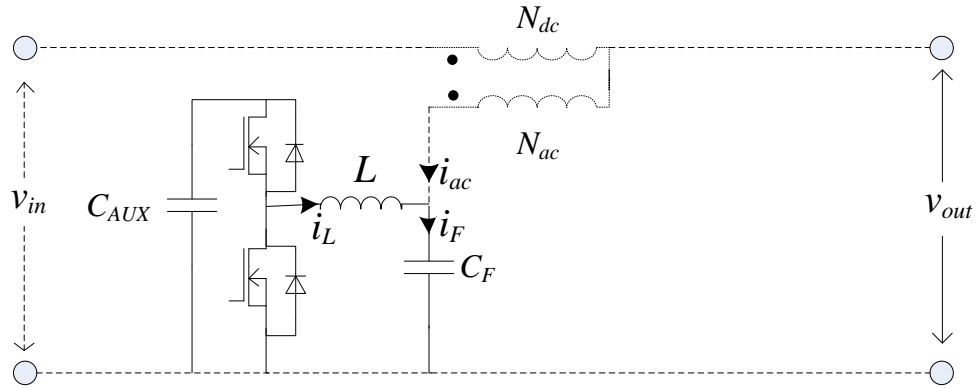 N_dc
N_ac
v_in
C_AUX
L
i_L
i_ac
i_F
C_F
v_out